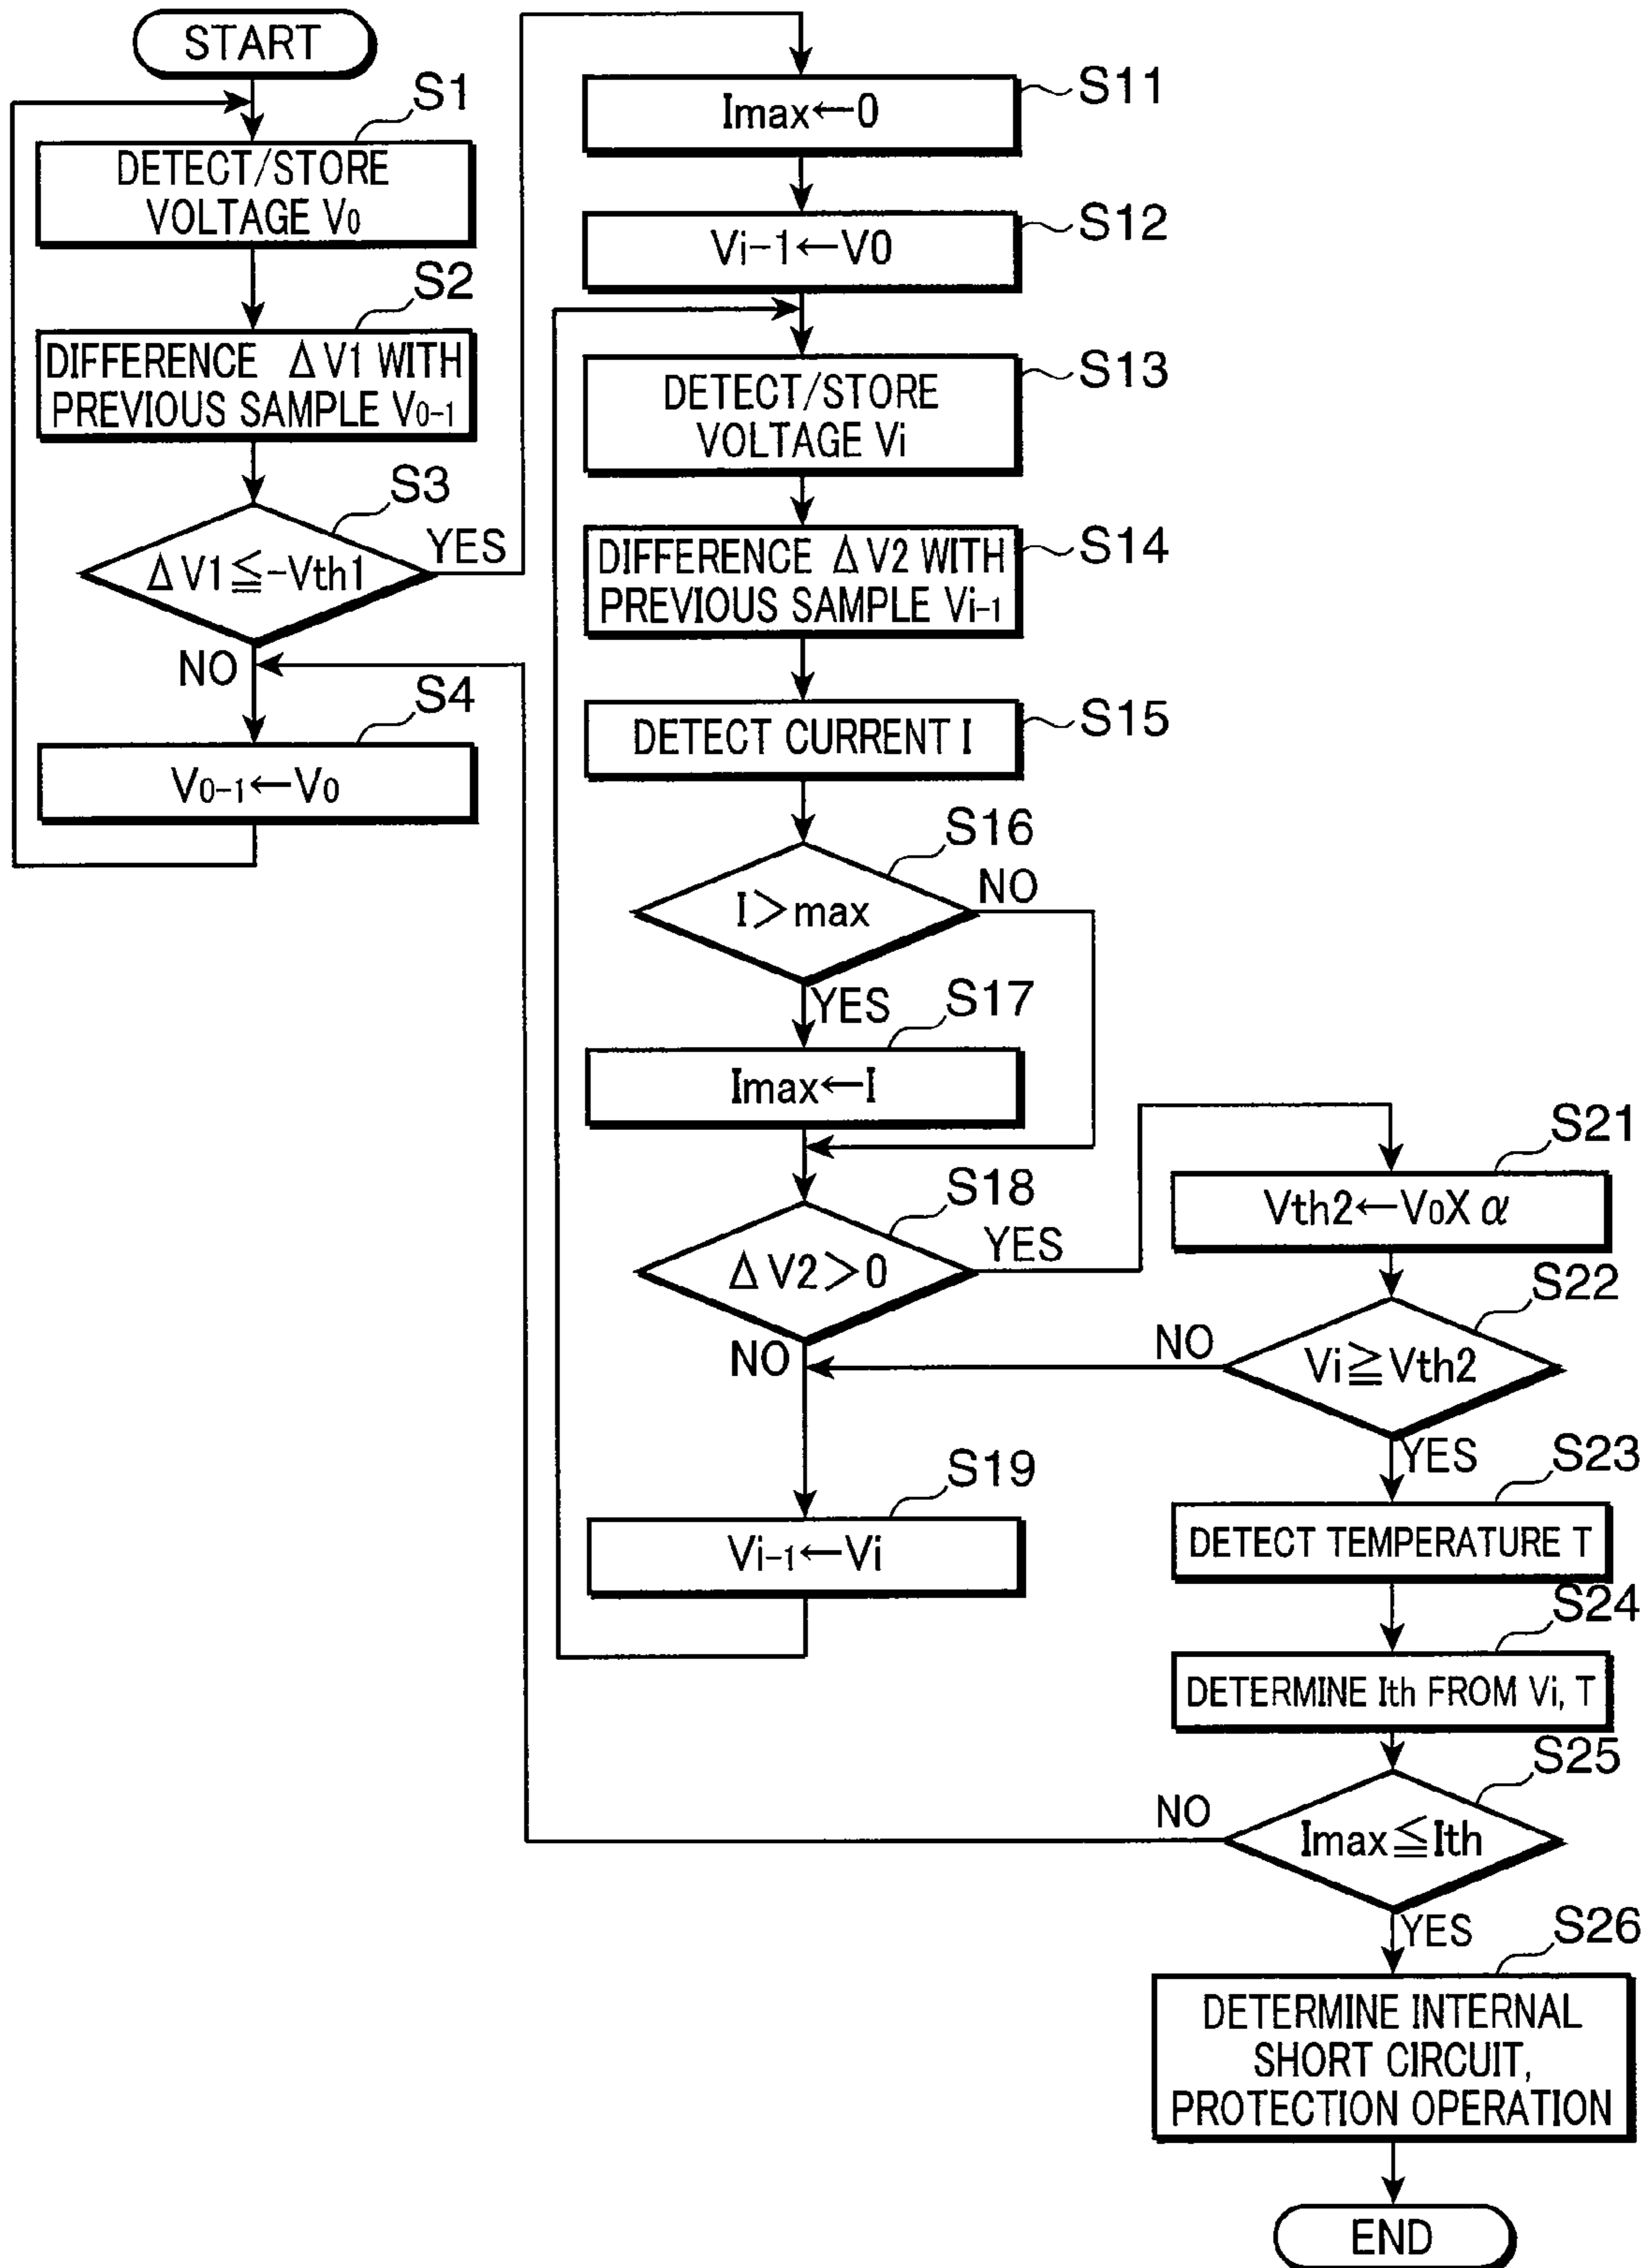 START
S1
DETECT/STORE
VOLTAGE V0
S2
DIFFERENCE ΔV1 WITH
PREVIOUS SAMPLE V0-1
S3
ΔV1≦-Vth1
YES
NO
S4
V0-1←V0
S11
Imax←0
S12
Vi-1←V0
S13
DETECT/STORE
VOLTAGE Vi
S14
DIFFERENCE ΔV2 WITH
PREVIOUS SAMPLE Vi-1
S15
DETECT CURRENT I
S16
I>max
NO
YES
S17
Imax←I
S18
ΔV2>0
YES
NO
S19
Vi-1←Vi
S21
Vth2←V0X α
S22
Vi≧Vth2
NO
YES
S23
DETECT TEMPERATURE T
S24
DETERMINE Ith FROM Vi, T
S25
Imax≦Ith
NO
YES
S26
DETERMINE INTERNAL
SHORT CIRCUIT,
PROTECTION OPERATION
END